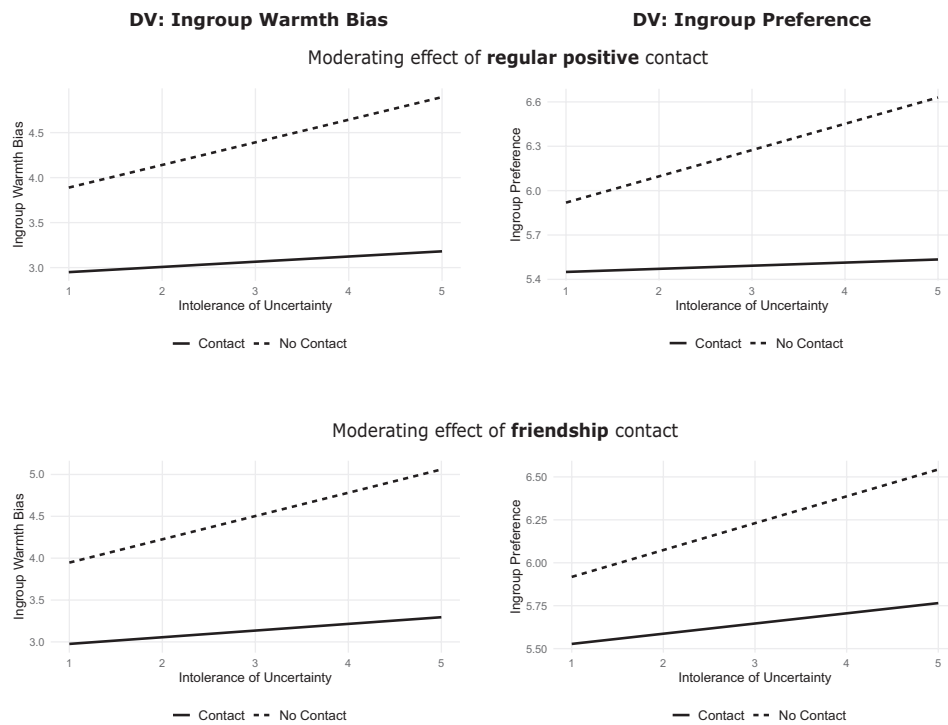 DV: Ingroup Warmth Bias
DV: Ingroup Preference
Moderating effect of regular positive contact
Ingroup Warmth Bias
4.5
4.0
3.5
3.0
1 2 3 4 5
Intolerance of Uncertainty
Contact No Contact
Ingroup Preference
6.6
6.3
6.0
5.7
5.4
1 2 3 4 5
Intolerance of Uncertainty
Contact No Contact
Moderating effect of friendship contact
Ingroup Warmth Bias
5.0
4.5
4.0
3.5
3.0
1 2 3 4 5
Intolerance of Uncertainty
Contact No Contact
Ingroup Preference
6.50
6.25
6.00
5.75
5.50
1 2 3 4 5
Intolerance of Uncertainty
Contact No Contact